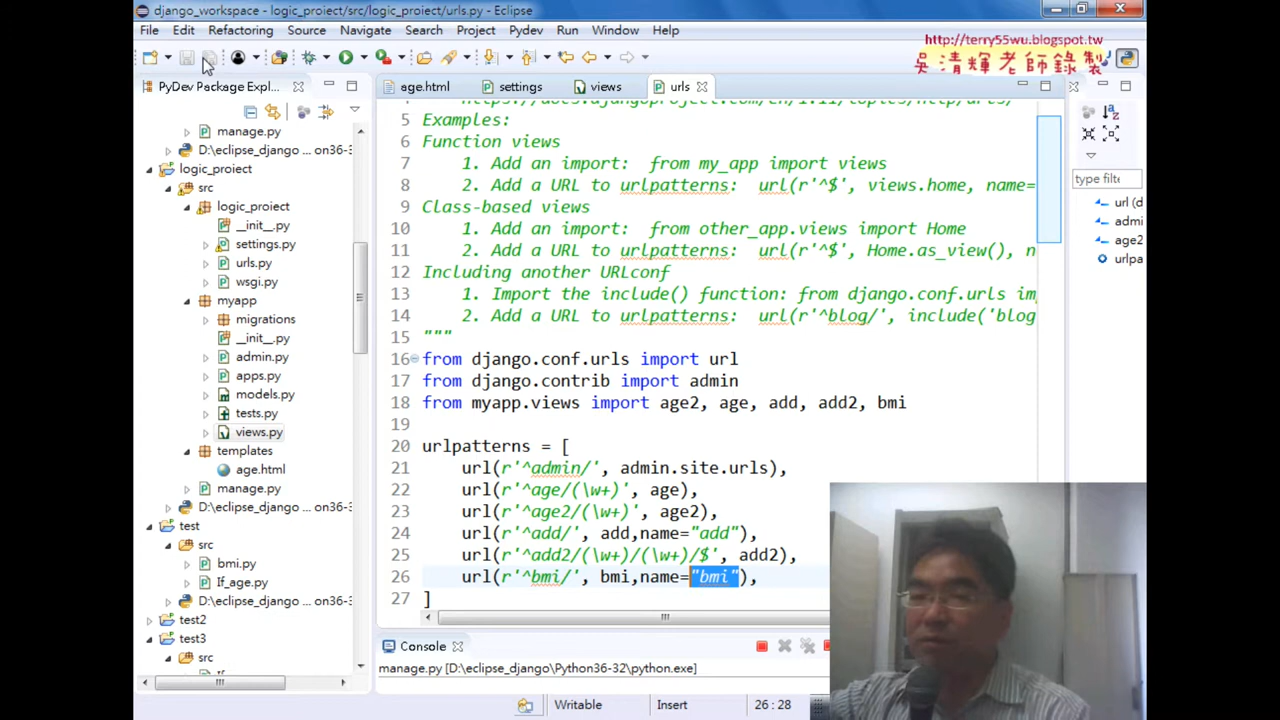 django_workspace - logic_proiect/src/logic_proiect/urls.py - Eclipse
File Edit Refactoring Source Navigate Search Project Pydev Run Window Help
http://terry55wu.blogspot.tw
吳清輝老師錄製
PyDev Package Expl...
age.html settings views urls
manage.py
D:\eclipse_django ... on36-3
logic_proiect
src
logic_proiect
__init__.py
settings.py
urls.py
wsgi.py
myapp
migrations
__init__.py
admin.py
apps.py
models.py
tests.py
views.py
templates
age.html
manage.py
D:\eclipse_django ... on36-3
test
src
bmi.py
If_age.py
D:\eclipse_django ... on36-3
test2
test3
src
https://docs.djangoproject.com/en/1.11/topics/http/urls/
5 Examples:
6 Function views
7 1. Add an import:  from my_app import views
8 2. Add a URL to urlpatterns:  url(r'^$', views.home, name=
9 Class-based views
10 1. Add an import:  from other_app.views import Home
11 2. Add a URL to urlpatterns:  url(r'^$', Home.as_view(), n
12 Including another URLconf
13 1. Import the include() function: from django.conf.urls im
14 2. Add a URL to urlpatterns:  url(r'^blog/', include('blog
15 """
16 from django.conf.urls import url
17 from django.contrib import admin
18 from myapp.views import age2, age, add, add2, bmi
19
20 urlpatterns = [
21 url(r'^admin/', admin.site.urls),
22 url(r'^age/(\w+)', age),
23 url(r'^age2/(\w+)', age2),
24 url(r'^add/', add,name="add"),
25 url(r'^add2/(\w+)/(\w+)/$', add2),
26 url(r'^bmi/', bmi,name="bmi"),
27 ]
type filte
url (d
admi
age2
urlpa
Console
manage.py [D:\eclipse_django\Python36-32\python.exe]
Writable Insert 26 : 28